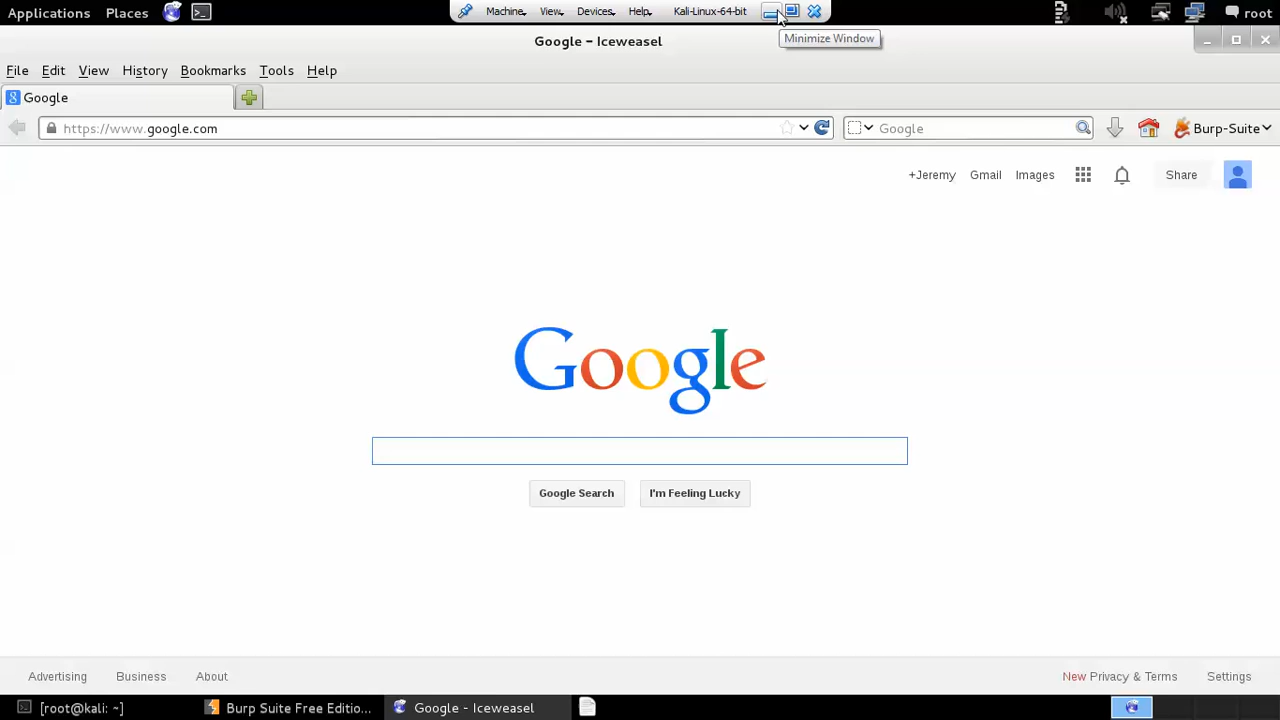 Applications Places
Machine View Devices Help Kali-Linux-64-bit
root
Minimize Window
Google - Iceweasel
File Edit View History Bookmarks Tools Help
Google
https://www.google.com
Google
Burp-Suite
+Jeremy Gmail Images Share
Google
Google Search I'm Feeling Lucky
Advertising Business About New Privacy & Terms Settings
[root@kali: ~] Burp Suite Free Editio... Google - Iceweasel